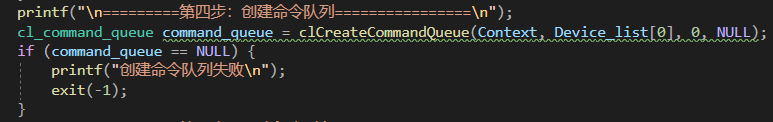 printf("\n=========第四步：创建命令队列================\n");
cl_command_queue command_queue = clCreateCommandQueue(Context, Device_list[0], 0, NULL);
if (command_queue == NULL) {
printf("创建命令队列失败\n");
exit(-1);
}